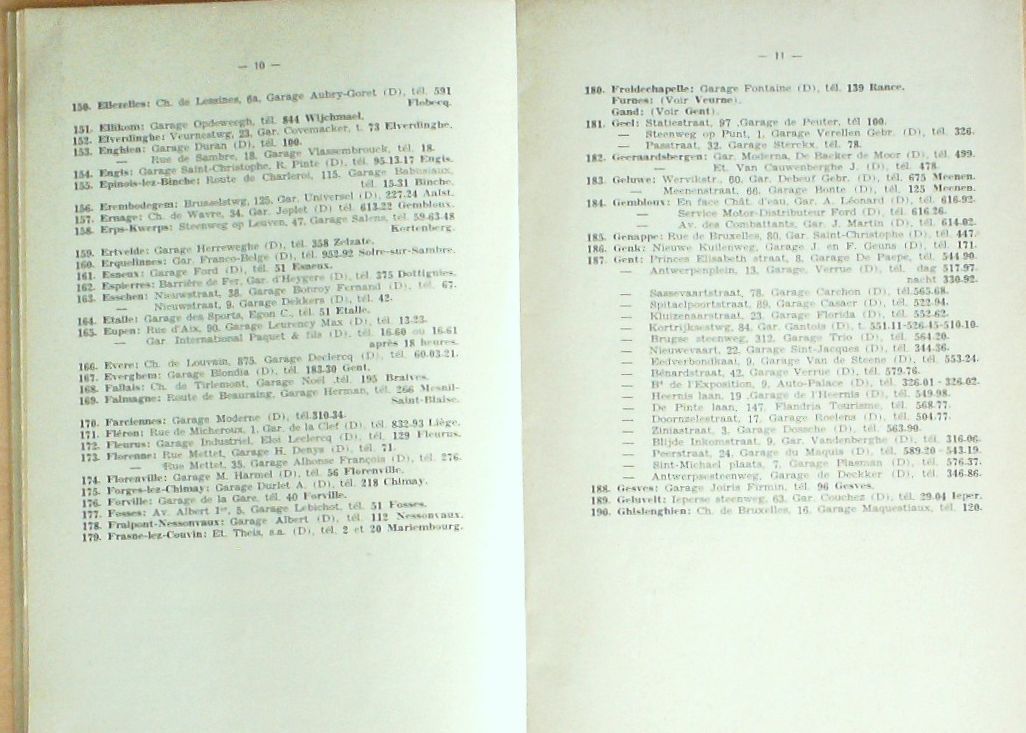 — 10 —
150. Ellezelles: Ch. de Lessines, 6a, Garage Aubry-Goret (D), tél. 591
Flobecq.
151. Ellikom: Garage Opdeweegh, tél. 844 Wijchmael.
152. Elverdinghe: Veurnestwg, 23, Gar. Covemacker, t. 73 Elverdinghe.
153. Enghien: Garage Duran (D), tél. 100.
— Rue de Sambre, 18, Garage Vlassembrouck, tél. 18.
154. Engis: Garage Saint-Christophe, R. Pinte (D), tél. 95.13.17 Engis.
155. Epinois-lez-Binche: Route de Charleroi, 115, Garage Babusiaux,
tél. 15-31 Binche.
156. Erembodegem: Brusselstwg, 125, Gar. Universel (D), 227.24 Aalst.
157. Ernage: Ch. de Wavre, 34, Gar. Joplet (D) tél. 613-22 Gembloux.
158. Erps-Kwerps: Steenweg op Leuven, 47, Garage Salens, tél. 59-63-48
Kortenberg.
159. Ertvelde: Garage Herreweghe (D), tél. 358 Zelzate.
160. Erquelinnes: Gar. Franco-Belge (D), tél. 952-92 Solre-sur-Sambre.
161. Esneux: Garage Ford (D), tél. 51 Esneux.
162. Espierres: Barrière de Fer, Gar. d'Heygere (D), tél. 375 Dottignies.
163. Esschen: Nieuwstraat, 38, Garage Bonroy Fernand (D), tél. 67.
— Nieuwstraat, 9, Garage Dekkers (D), tél. 42.
164. Etalle: Garage des Sports, Egon C., tél. 51 Etalle.
165. Eupen: Rue d'Aix, 90, Garage Leurency Max (D), tél 13-23.
— Gar. International Paquet & fils (D), tél. 16.60 ou 16.61
après 18 heures.
166. Evere: Ch. de Louvain, 875, Garage Declercq (D), tél. 60-03-21.
167. Everghem: Garage Blondia (D), tél. 183.30 Gent.
168. Fallais: Ch. de Tirlemont, Garage Noël, tél. 195 Braives.
169. Falmagne: Route de Beauraing, Garage Herman, tél. 266 Mesnil-
Saint-Blaise.
170. Farciennes: Garage Moderne (D), tél.310-34.
171. Fléron: Rue de Micheroux, 1, Gar. de la Clef (D), tél. 832-93 Liège.
172. Fleurus: Garage Industriel, Eloi Leclercq (D), tél. 129 Fleurus.
173. Florenne: Rue Mettet, Garage H. Denys (D), tél. 71.
— Rue Mettet, 35, Garage Alhonse François (D), tél. 276.
174. Florenville: Garage M. Harmel (D), tél. 56 Florenville.
175. Forges-lez-Chimay: Garage Durlet A. (D), tél. 218 Chimay.
176. Forville: Garage de la Gare, tél. 40 Forville.
177. Fosses: Av. Albert 1er, 5, Garage Lebichot, tél. 51 Fosses.
178. Fraipont-Nessonvaux: Garage Albert (D), tél. 112 Nessonvaux.
179. Frasne-lez-Couvin: Et. Theis, s.a. (D), tél. 2 et 20 Mariembourg.
— 11 —
180. Froidechapelle: Garage Fontaine (D), tél. 139 Rance.
Furnes: (Voir Veurne).
Gand: (Voir Gent).
181. Geel: Statiestraat, 97 ,Garage de Peuter, tél 100.
— Steenweg op Punt, 1, Garage Verellen Gebr. (D), tél 326.
— Passtraat, 32, Garage Sterckx, tél. 78.
182. Geeraardsbergen: Gar. Moderna, De Backer de Moor (D), tél. 499.
— Et. Van Cauwenberghe J. (D), tél. 478.
183. Geluwe: Wervikstr., 60, Gar. Debeuf Gebr. (D), tél. 675 Meenen.
— Meenenstraat, 66, Garage Bonte (D), tél. 125 Meenen.
184. Gembloux: En face Chât. d'eau, Gar. A. Léonard (D), tél. 616-92.
— Service Motor-Distributeur Ford (D), tél. 616.26.
— Av. des Combattants, Gar. J. Martin (D), tél. 614-02.
185. Genappe: Rue de Bruxelles, 80, Gar. Saint-Christophe (D), tél. 447.
186. Genk: Nieuwe Kuilenweg, Garage J. en F. Geuns (D), tél. 171.
187. Gent: Princes Elisabeth straat, 8, Garage De Paepe, tél. 544.90.
— Antwerpenplein, 13, Garage, Verrue (D), tél. dag 517.97.
nacht 330-92.
— Sassevaartstraat, 78, Garage Carchon (D), tél.565.68.
— Spitaelpoortstraat, 89, Garage Casaer (D), tél. 522.94.
— Kluizenaarstraat, 23, Garage Florida (D), tél. 552-62.
— Kortrijksestwg, 84, Gar. Gantois (D), t. 551.11-526.45-510.10.
— Brugse steenweg, 312, Garage Trio (D), tél. 564.20.
— Nieuwevaart, 22, Garage Sint-Jacques (D), tél. 344-36.
— Eedverbondkaai, 9, Garage Van de Steene (D), tél. 553-24.
— Bénardstraat, 42, Garage Verrue (D), tél. 579.76.
— Bd de l'Exposition, 9, Auto-Palace (D), tél. 326.01 - 326-02.
— Heernis laan, 19 ,Garage de l'Heernis (D), tél. 549-98.
— De Pinte laan, 147, Flandria Tourisme, tél. 568-77.
— Doornzelestraat, 17, Garage Roelens (D), tél. 504.77.
— Ziniastraat, 3, Garage Dossche (D), tél. 563.90.
— Blijde Inkomstraat, 9, Gar. Vandenberghe (D), tél. 316-06.
— Peerstraat, 24, Garage du Maquis (D), tél. 589.20 - 543.19.
— Sint-Michael plaats, 7, Garage Plasman (D), tél. 576.37.
— Antwerpsesteenweg, Garage de Deckker (D), tél. 346-86.
188. Gesves: Garage Joiris Firmin, tél. 96 Gesves.
189. Geluvelt: Ieperse steenweg, 63, Gar. Couchez (D), tél. 29.04 Ieper.
190. Ghislenghien: Ch. de Bruxelles, 16, Garage Maquestiaux, tél. 120.